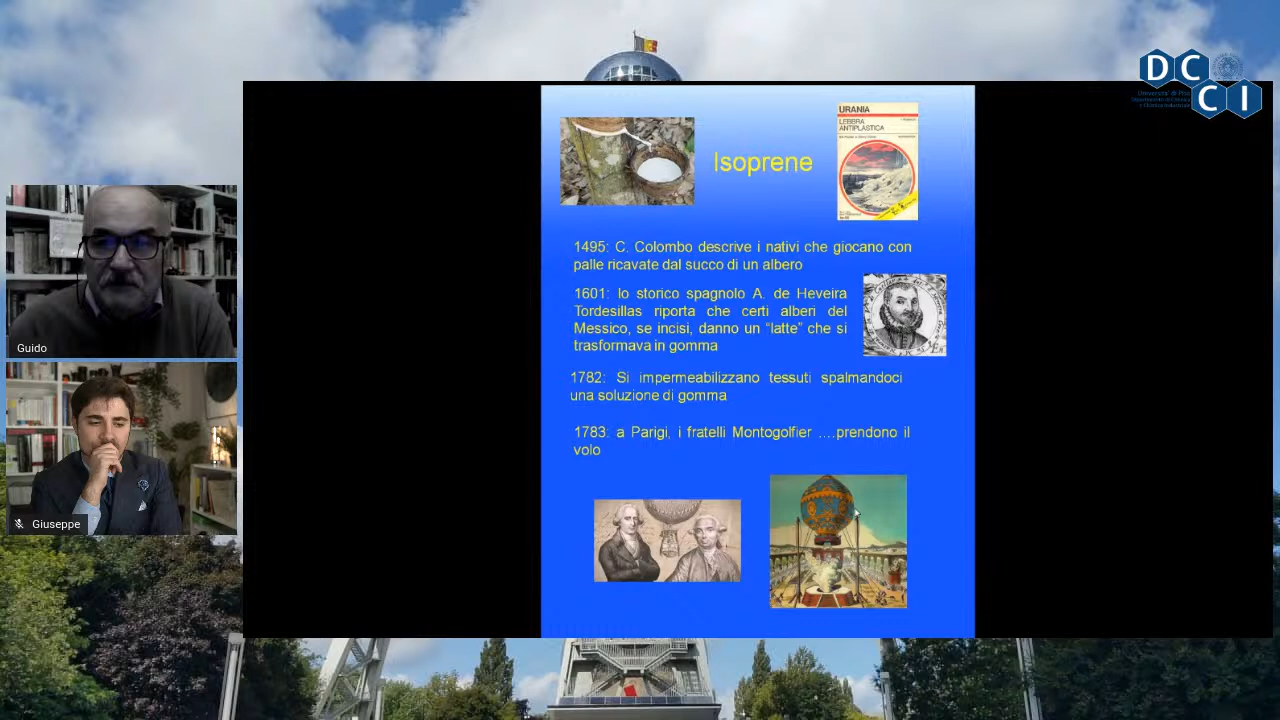 D C
C I
Isoprene
URANIA
LEBBRA
ANTIPLASTICA
1495: C. Colombo descrive i nativi che giocano con
palle ricavate dal succo di un albero
1601: lo storico spagnolo A. de Heveira
Tordesillas riporta che certi alberi del
Messico, se incisi, danno un “latte” che si
trasformava in gomma
1782: Si impermeabilizzano tessuti spalmandoci
una soluzione di gomma
1783: a Parigi, i fratelli Montogolfier ....prendono il
volo
Guido
Giuseppe